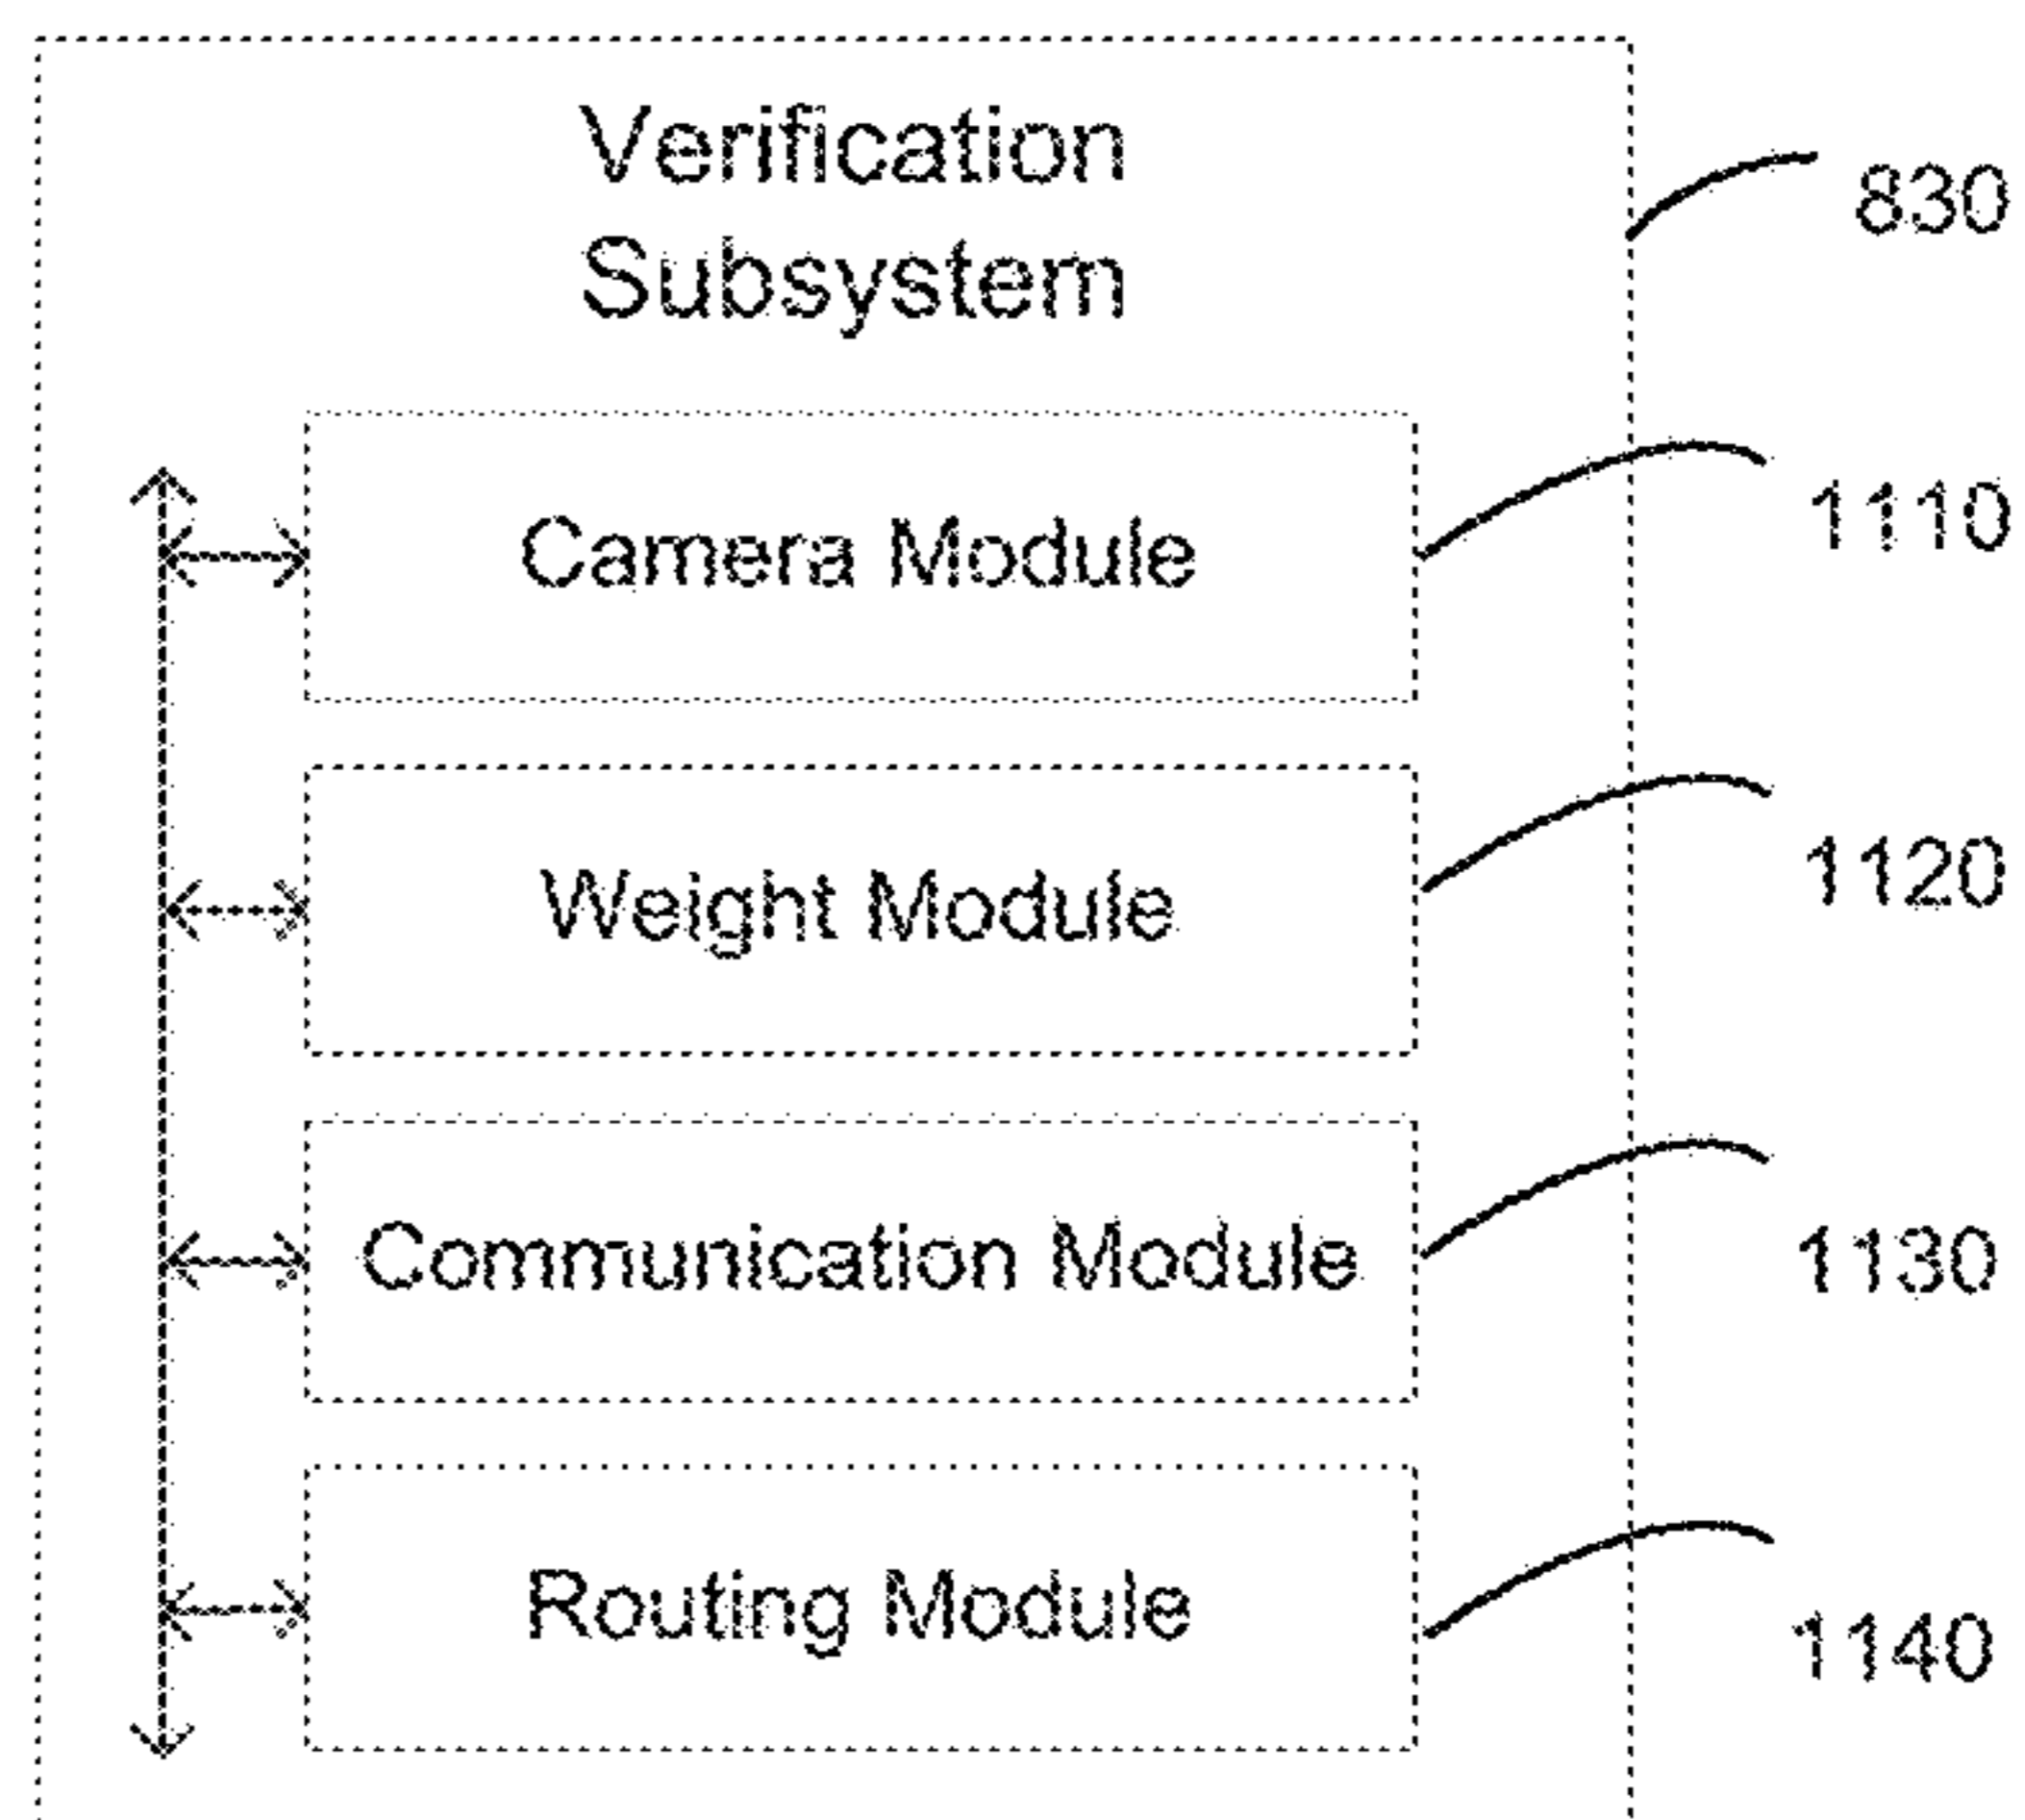 Verification
Subsystem
830
Camera Module
1110
Weight Module
1120
Communication Module
1130
Routing Module
1140